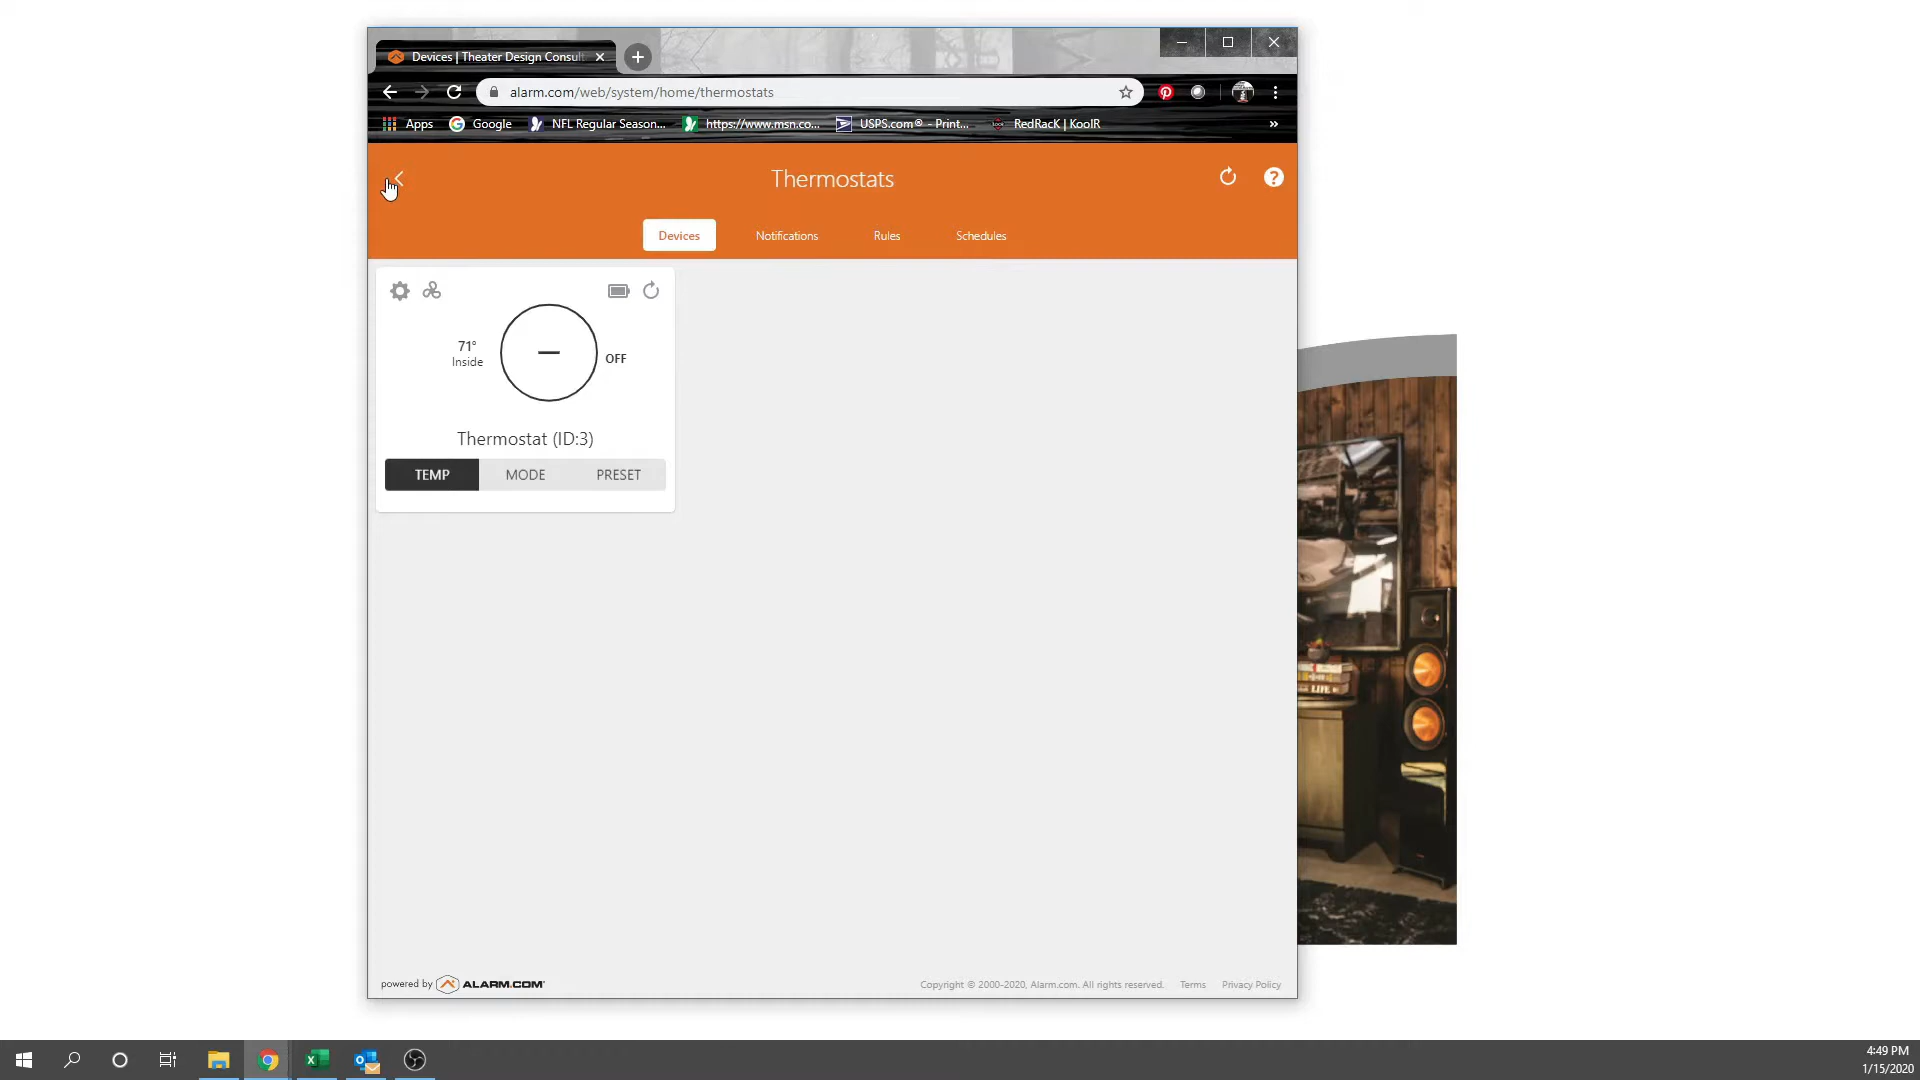 Devices | Theater Design Consul
alarm.com/web/system/home/thermostats
Apps Google NFL Regular Season... https://www.msn.co... USPS.com® - Print... RedRacK | KoolR »
Thermostats
?
Devices Notifications Rules Schedules
71°
Inside
OFF
Thermostat (ID:3)
TEMP MODE PRESET
LIFE
powered by ALARM.COM®
Copyright © 2000-2020, Alarm.com. All rights reserved. Terms Privacy Policy
4:49 PM
1/15/2020